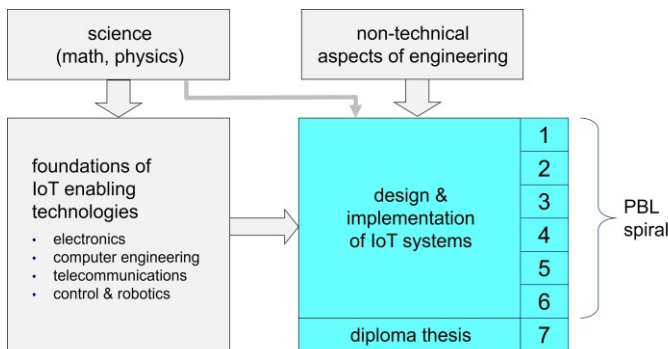 science
(math, physics)
non-technical
aspects of engineering
foundations of
IoT enabling
technologies
• electronics
• computer engineering
• telecommunications
• control & robotics
design &
implementation
of IoT systems
1
2
3
4
5
6
PBL
spiral
diploma thesis
7